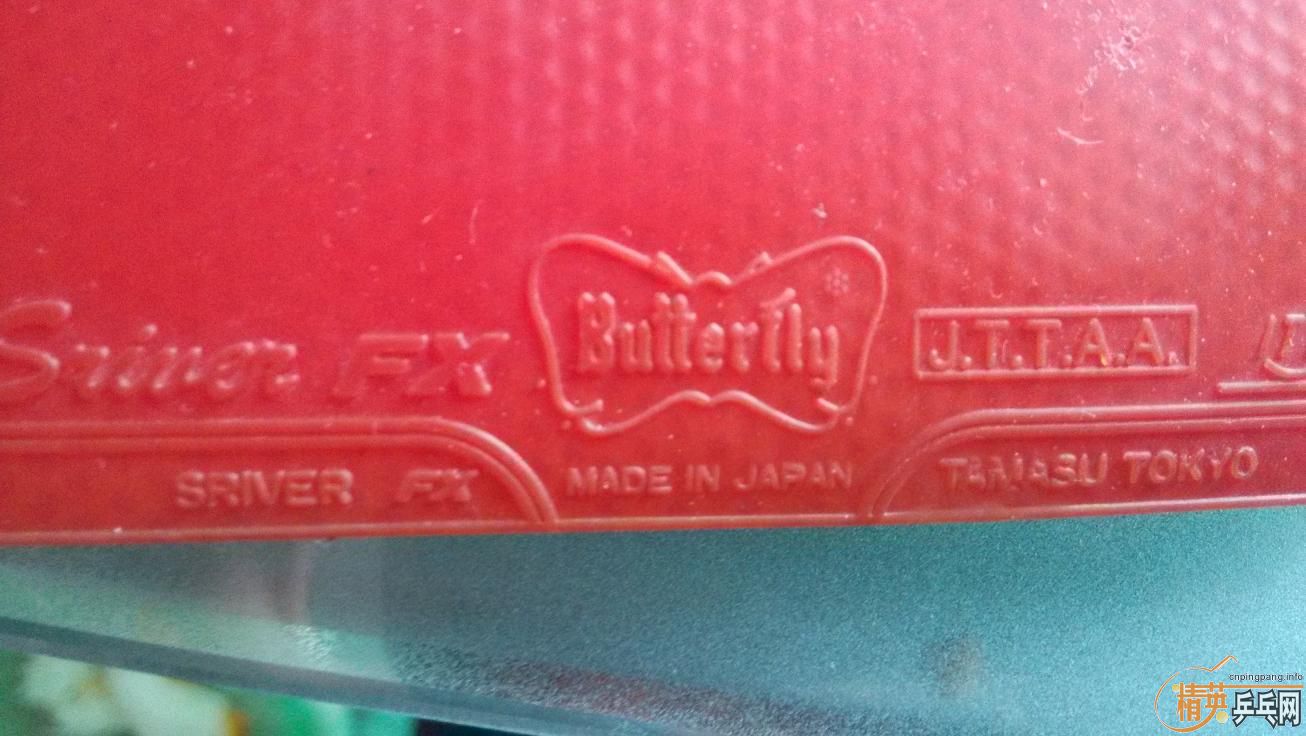 Sriver FX
Butterfly
J.T.T.A.A.
SRIVER FX
MADE IN JAPAN
TAMASU TOKYO
cnpingpang.info
精英乒乓网